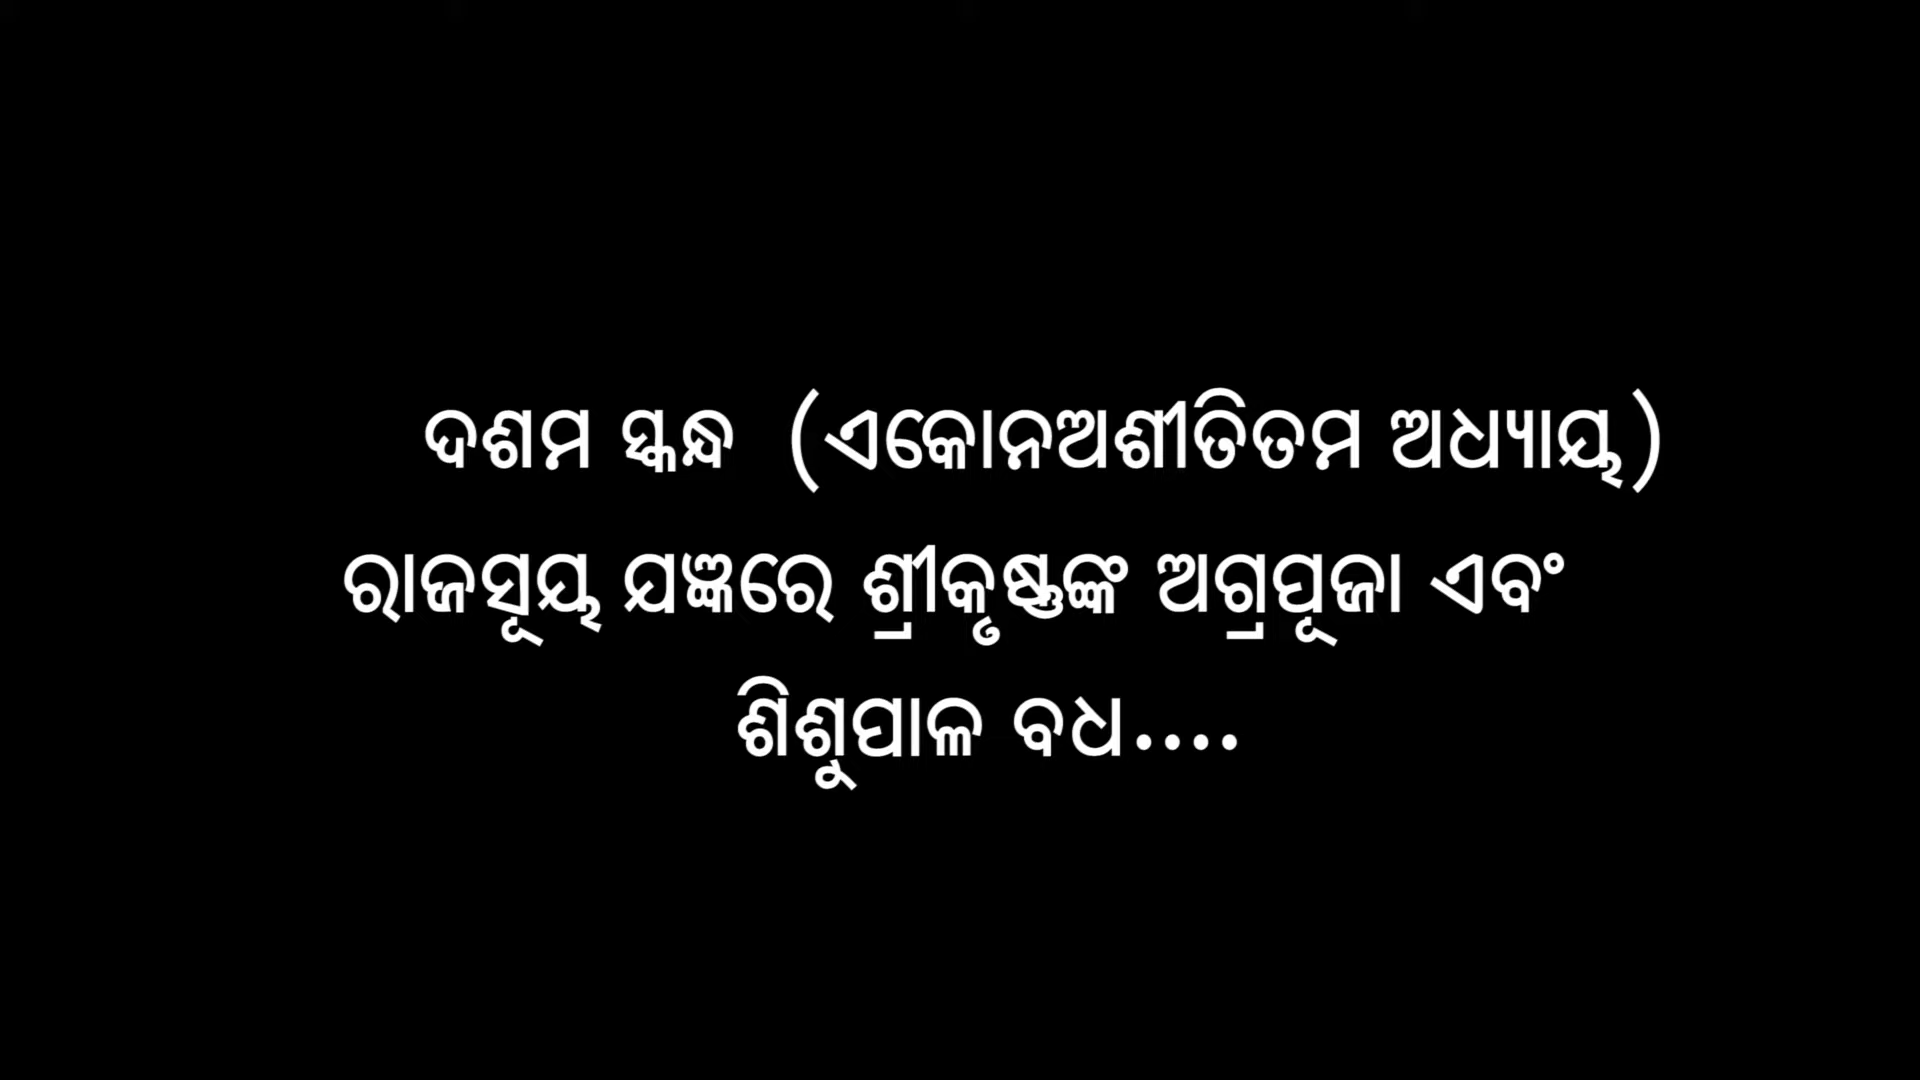 ଦଶମ ସ୍କନ୍ଧ (ଏକୋନଅଶୀତିତମ ଅଧ୍ୟାୟ)
ରାଜସୂୟ ଯଜ୍ଞରେ ଶ୍ରୀକୃଷ୍ଣଙ୍କ ଅଗ୍ରପୂଜା ଏବଂ
ଶିଶୁପାଳ ବଧ....